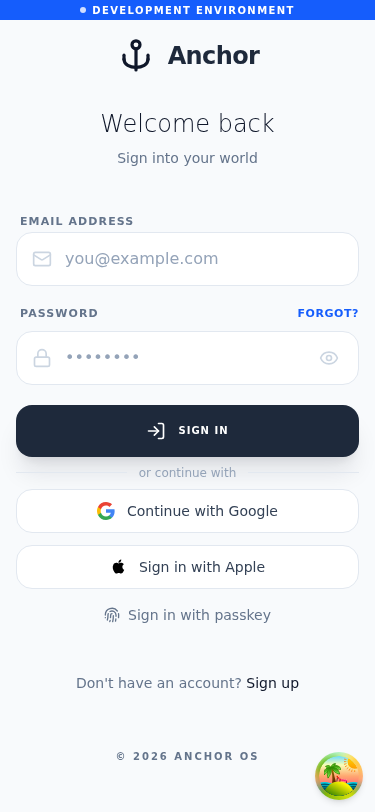 DEVELOPMENT ENVIRONMENT
Anchor
Welcome back
Sign into your world
EMAIL ADDRESS
you@example.com
PASSWORD FORGOT?
••••••••
SIGN IN
or continue with
Continue with Google
Sign in with Apple
Sign in with passkey
Don't have an account? Sign up
© 2026 ANCHOR OS